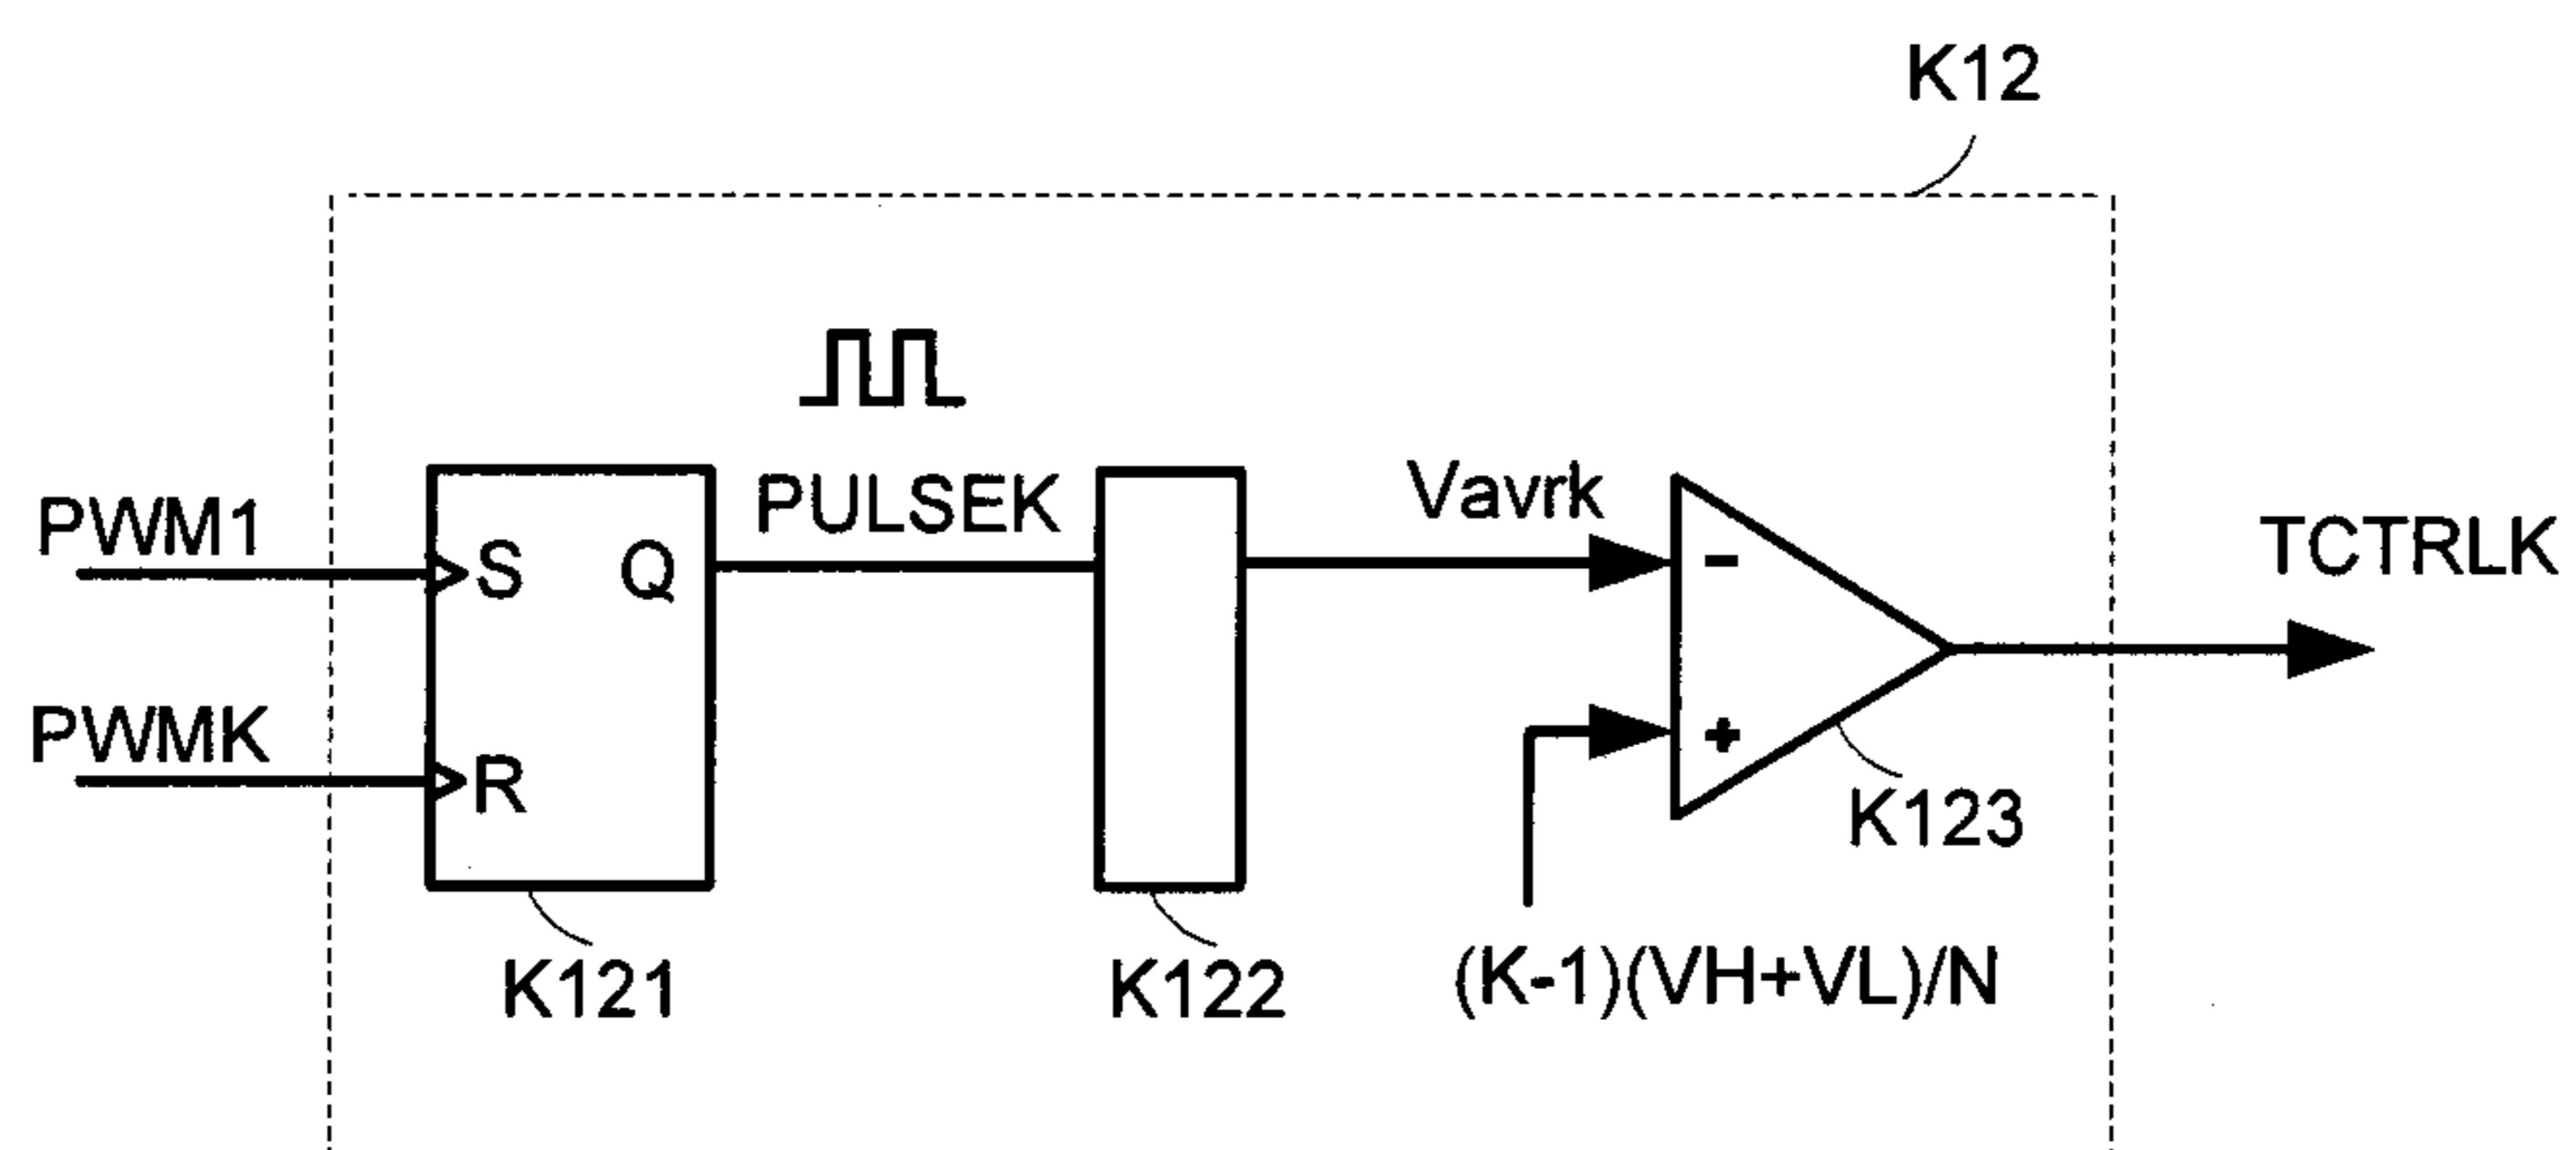 K12
PWM1
S
Q
PULSEK
Vavrk
-
TCTRLK
PWMK
R
+
K123
K121
K122
(K-1)(VH+VL)/N